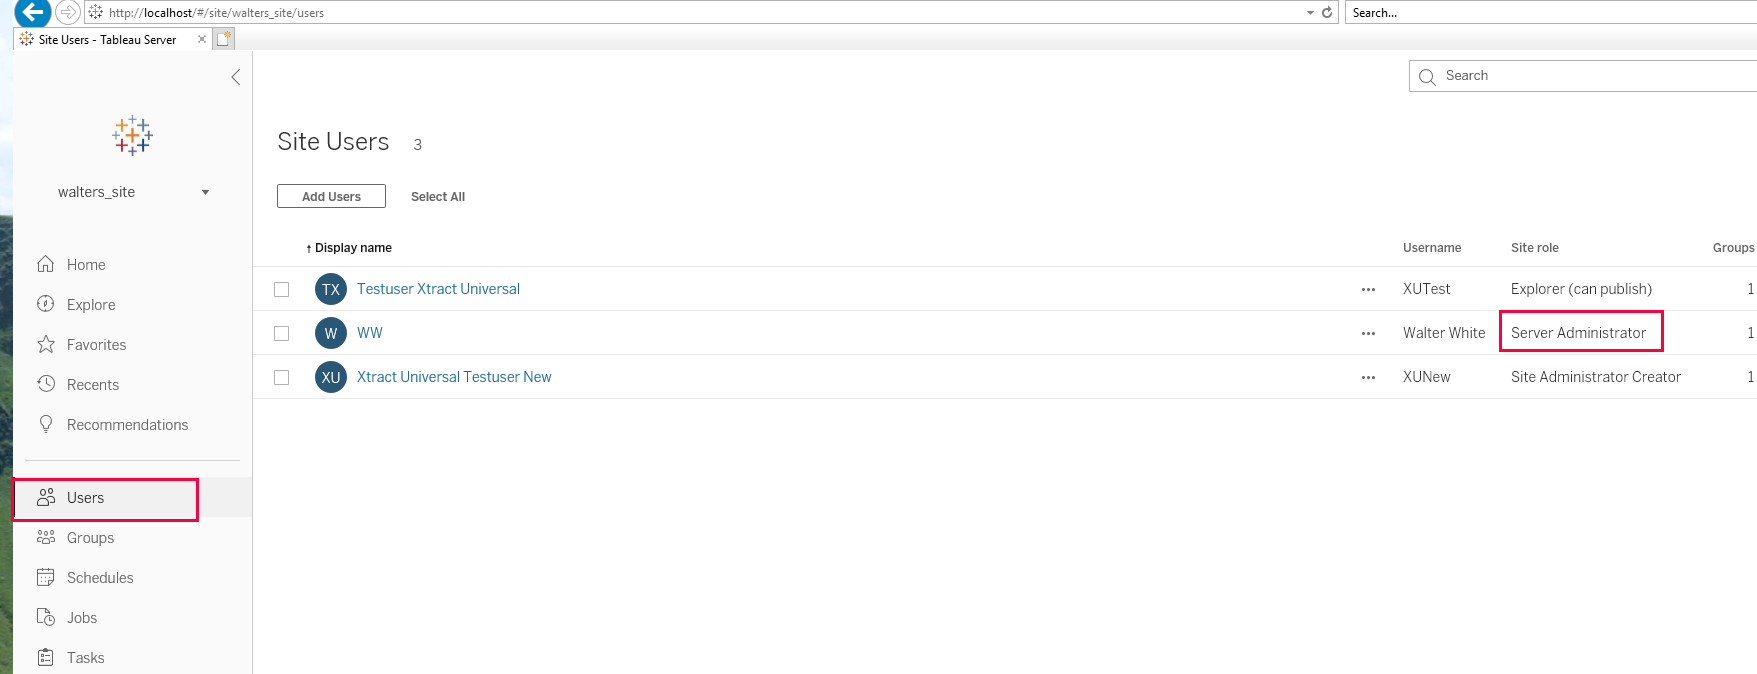 http://localhost/#/site/walters_site/users
Search...
Site Users - Tableau Server
Search
Site Users 3
walters_site
Add Users Select All
↑ Display name Username Site role Groups
TX Testuser Xtract Universal ••• XUTest Explorer (can publish) 1
W WW ••• Walter White Server Administrator 1
XU Xtract Universal Testuser New ••• XUNew Site Administrator Creator 1
Home
Explore
Favorites
Recents
Recommendations
Users
Groups
Schedules
Jobs
Tasks